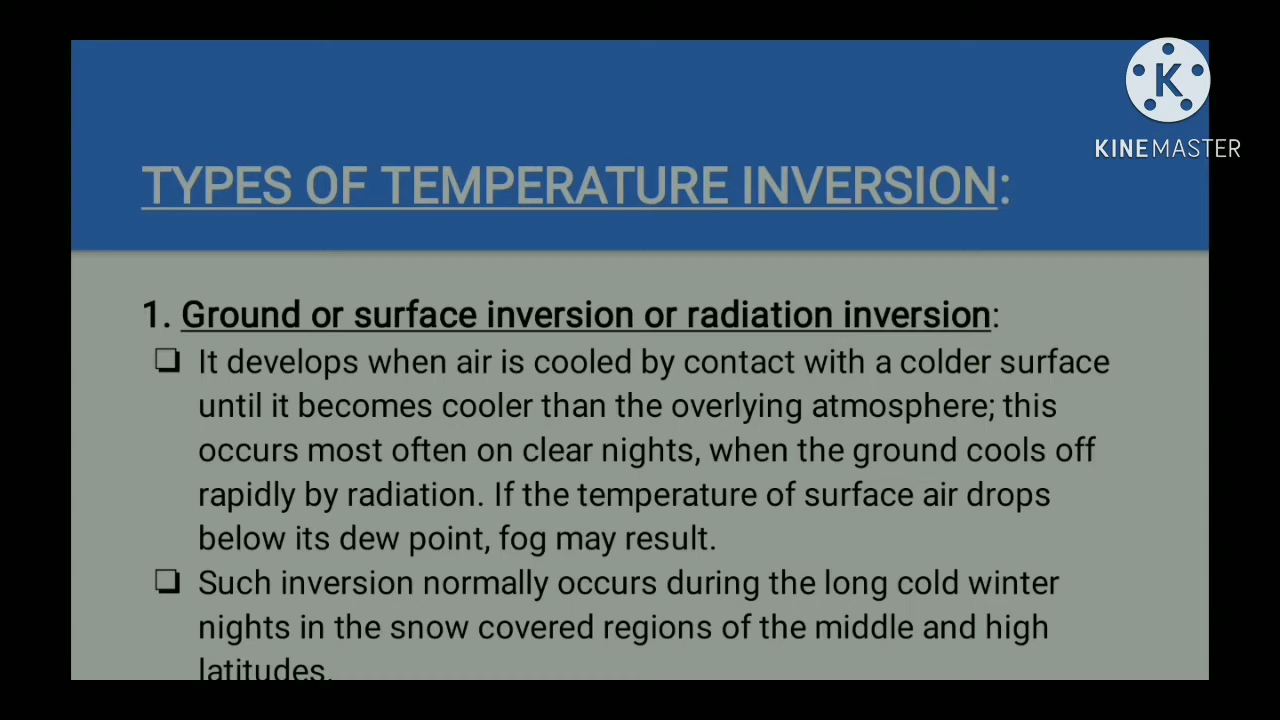 K
KINEMASTER
TYPES OF TEMPERATURE INVERSION:
1. Ground or surface inversion or radiation inversion:
❏ It develops when air is cooled by contact with a colder surface
until it becomes cooler than the overlying atmosphere; this
occurs most often on clear nights, when the ground cools off
rapidly by radiation. If the temperature of surface air drops
below its dew point, fog may result.
❏ Such inversion normally occurs during the long cold winter
nights in the snow covered regions of the middle and high
latitudes.